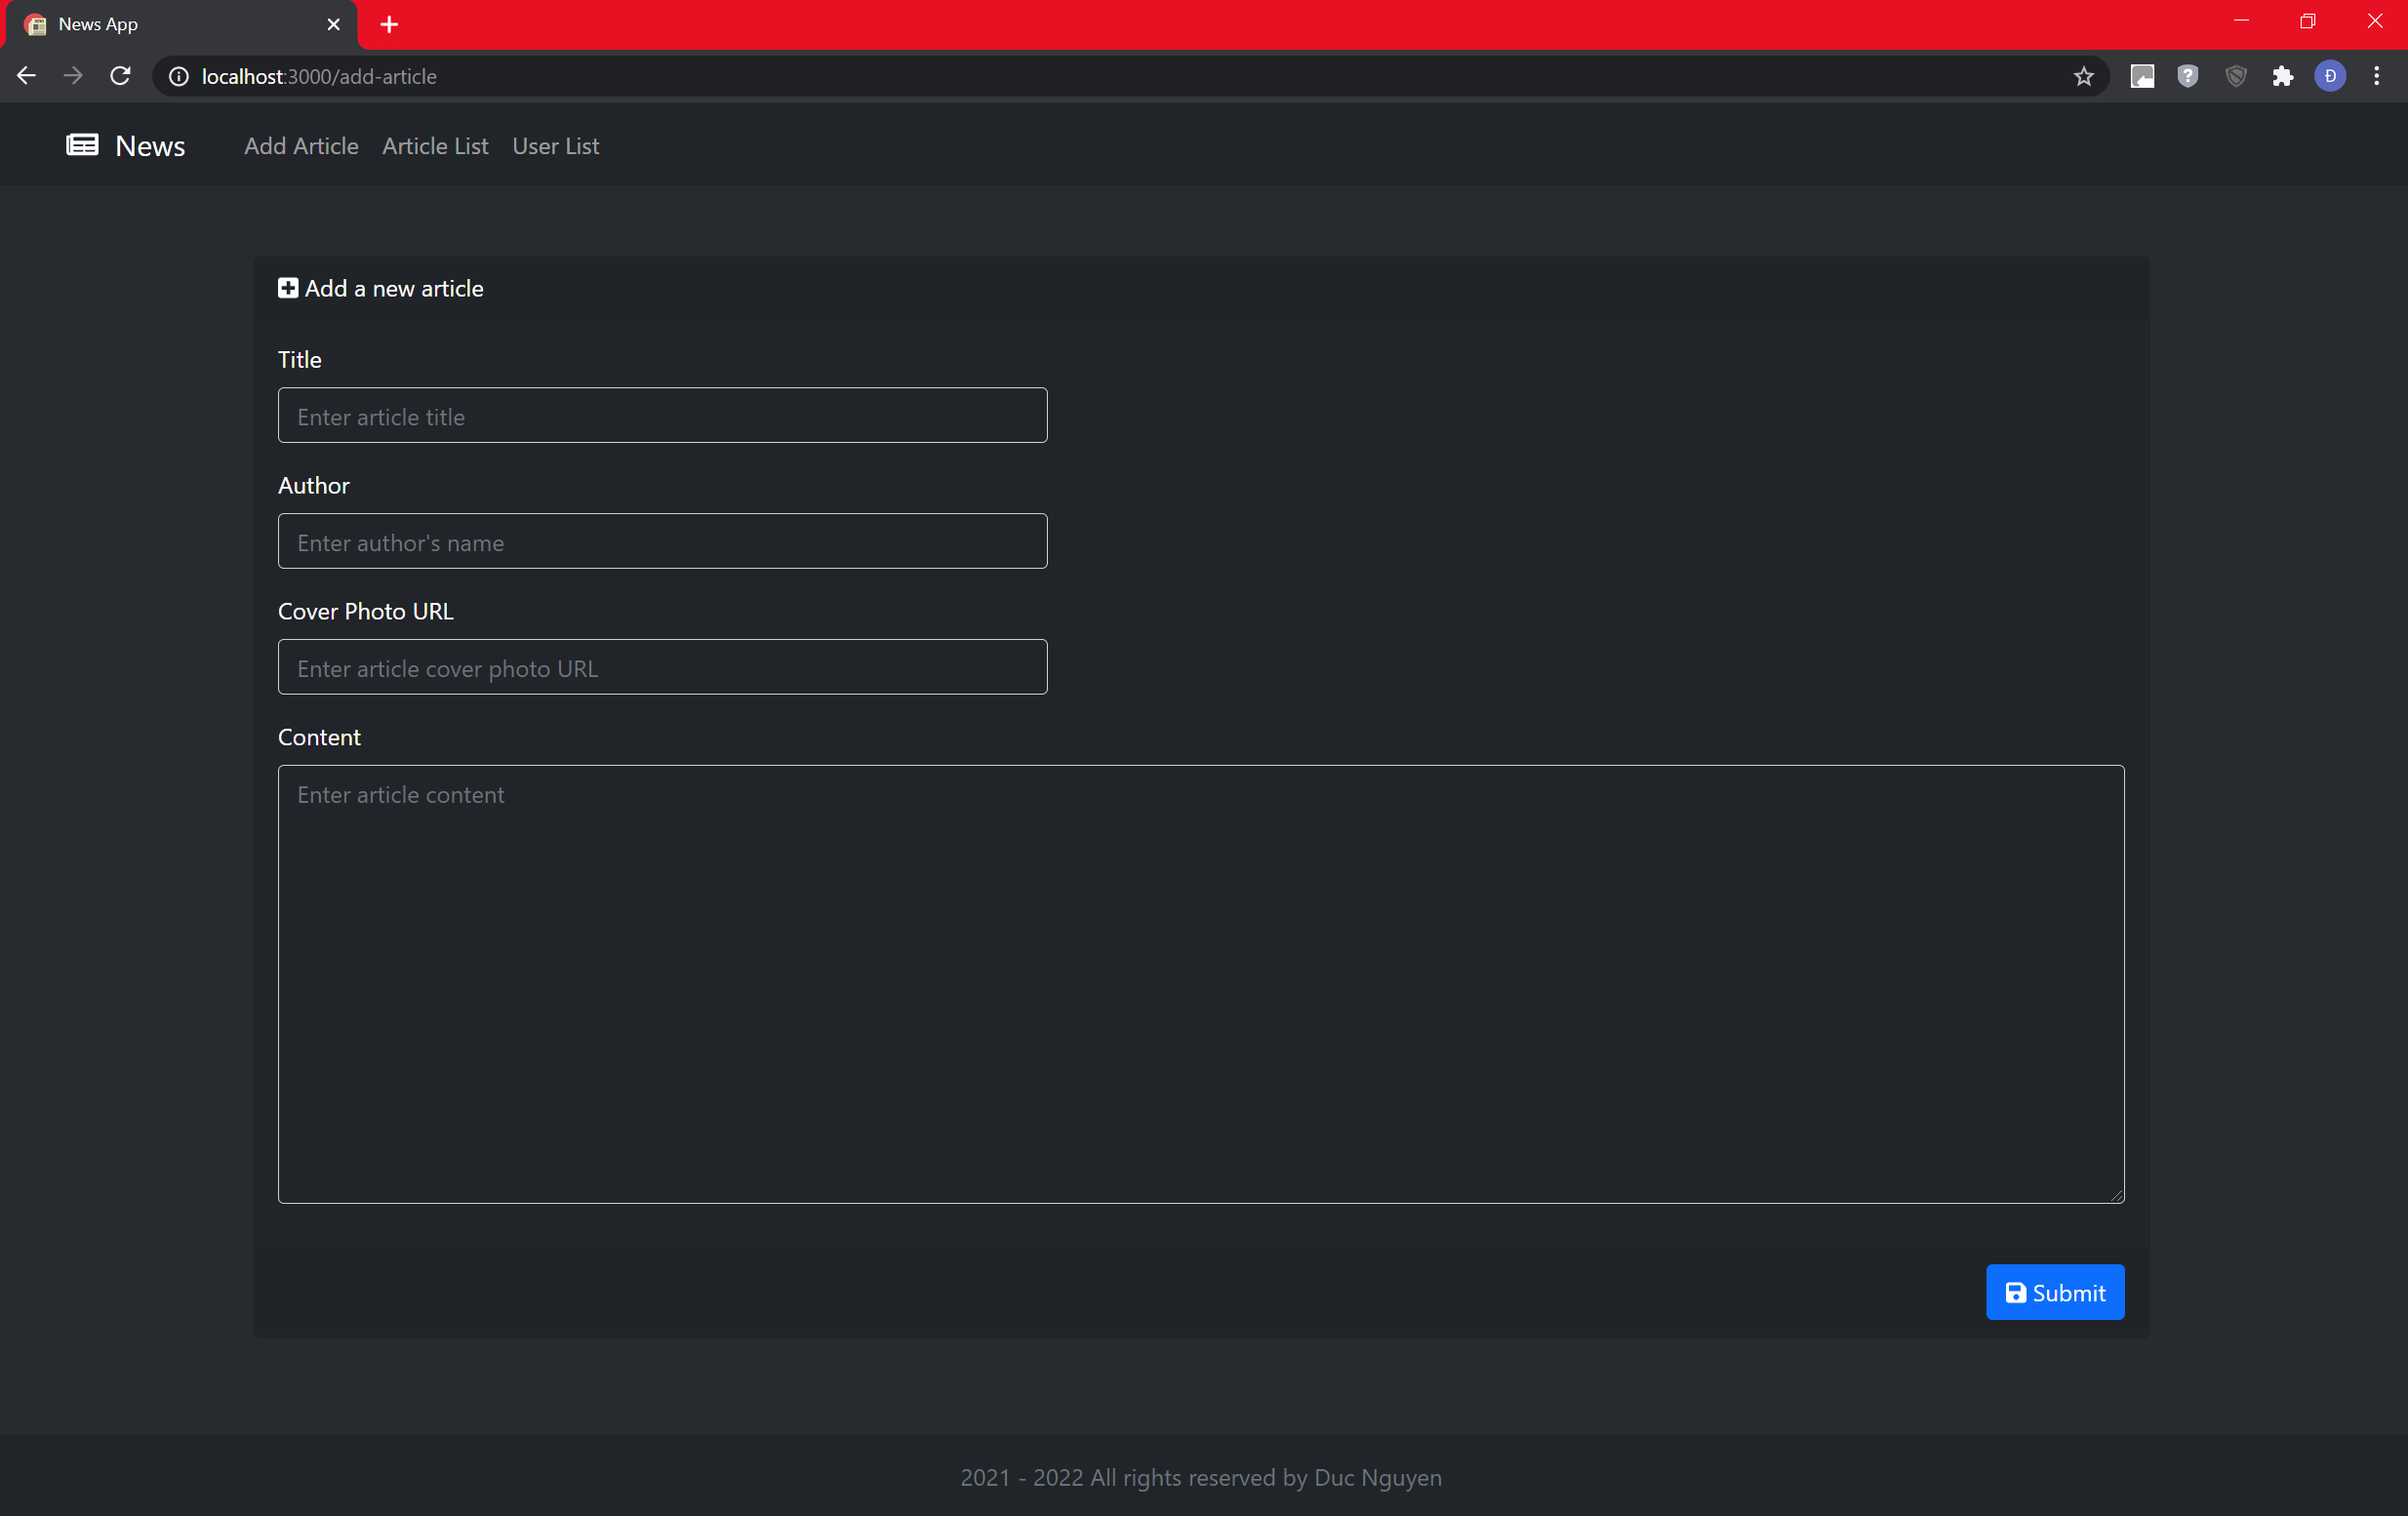 News App
localhost:3000/add-article
Đ
News
Add Article
Article List
User List
Add a new article
Title
Enter article title
Author
Enter author's name
Cover Photo URL
Enter article cover photo URL
Content
Enter article content
Submit
2021 - 2022 All rights reserved by Duc Nguyen